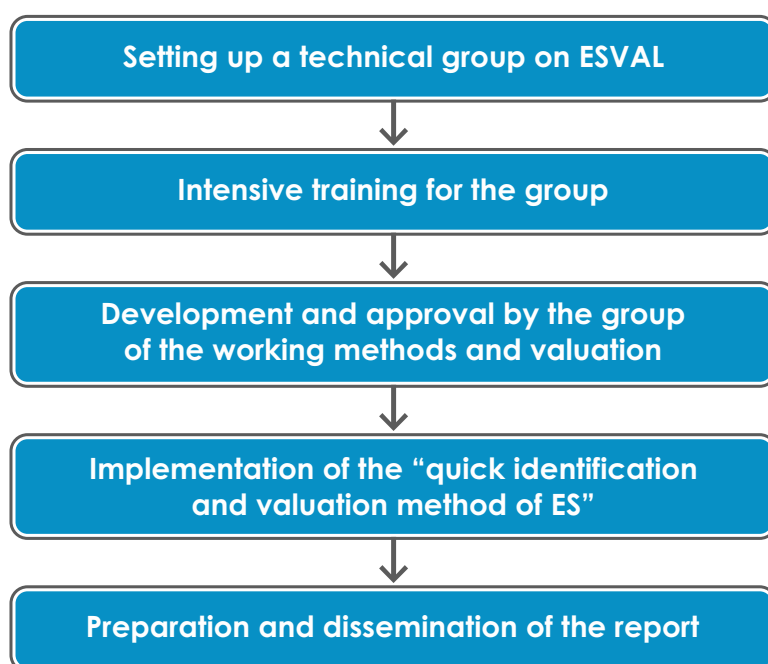 Setting up a technical group on ESVAL
Intensive training for the group
Development and approval by the group
of the working methods and valuation
Implementation of the “quick identification
and valuation method of ES”
Preparation and dissemination of the report